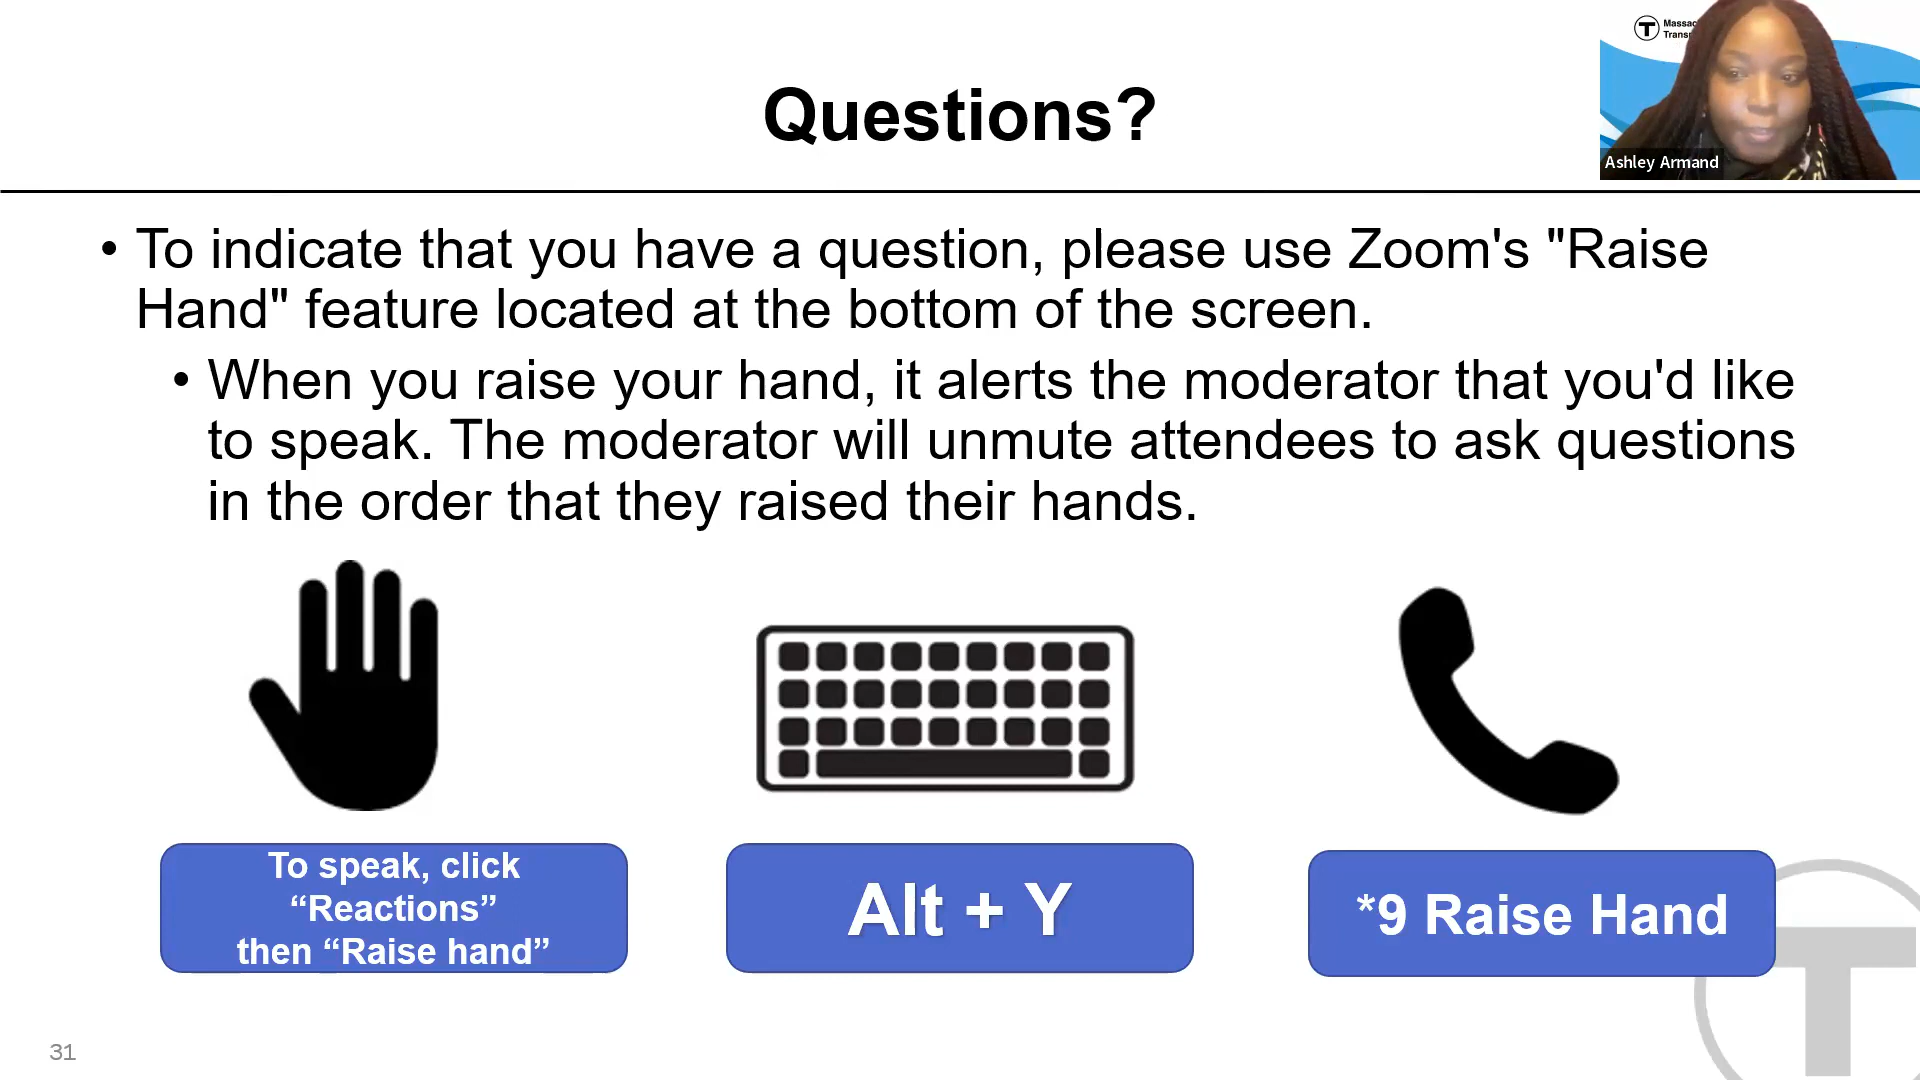 Questions?
Massac
Trans
Ashley Armand
• To indicate that you have a question, please use Zoom's "Raise
Hand" feature located at the bottom of the screen.
• When you raise your hand, it alerts the moderator that you'd like
to speak. The moderator will unmute attendees to ask questions
in the order that they raised their hands.
To speak, click
“Reactions”
then “Raise hand”
Alt + Y
*9 Raise Hand
T
31